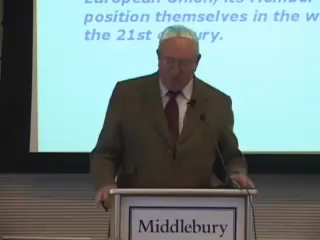 European Union, its Member
position themselves in the w
the 21st century.
Middlebury